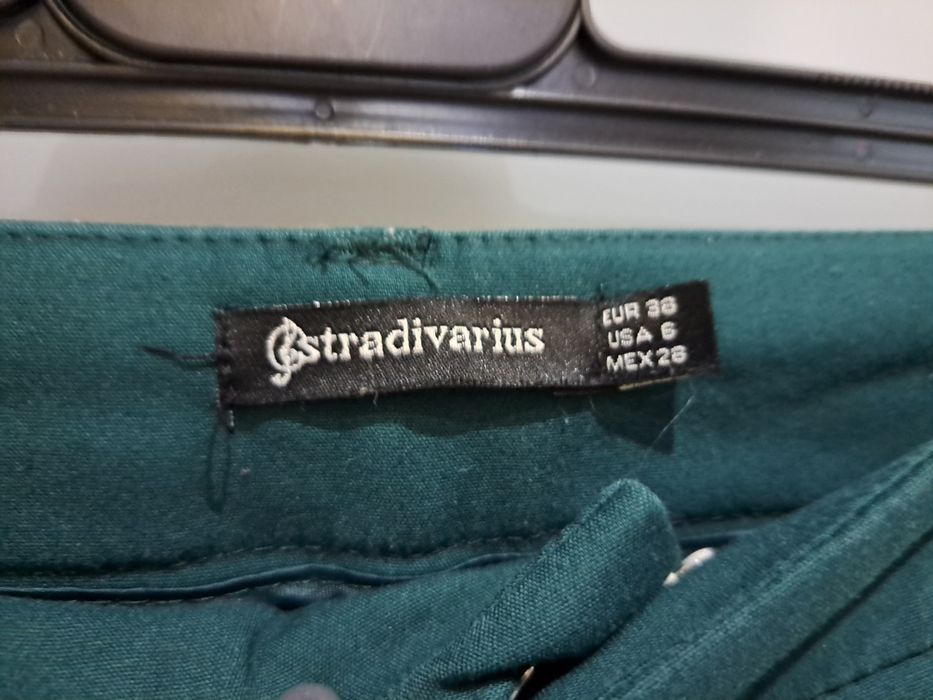 stradivarius
EUR 38
USA 6
MEX 28